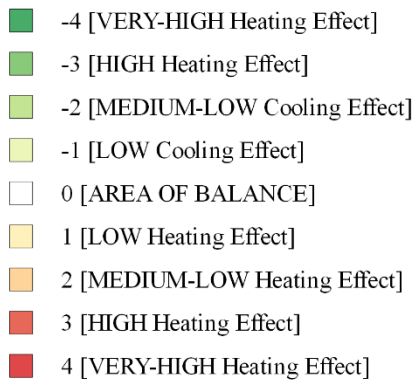 -4 [VERY-HIGH Heating Effect]
-3 [HIGH Heating Effect]
-2 [MEDIUM-LOW Cooling Effect]
-1 [LOW Cooling Effect]
0 [AREA OF BALANCE]
1 [LOW Heating Effect]
2 [MEDIUM-LOW Heating Effect]
3 [HIGH Heating Effect]
4 [VERY-HIGH Heating Effect]